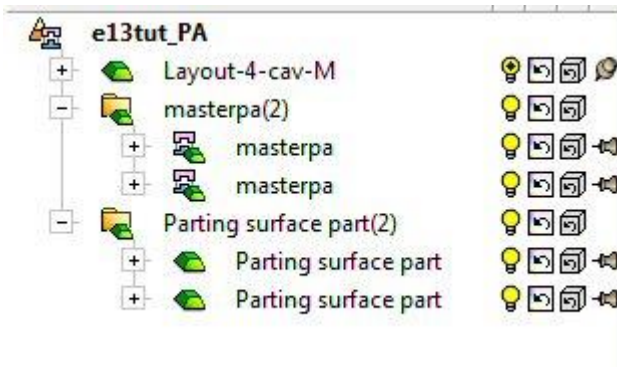 e13tut_PA
Layout-4-cav-M
masterpa(2)
masterpa
masterpa
Parting surface part(2)
Parting surface part
Parting surface part